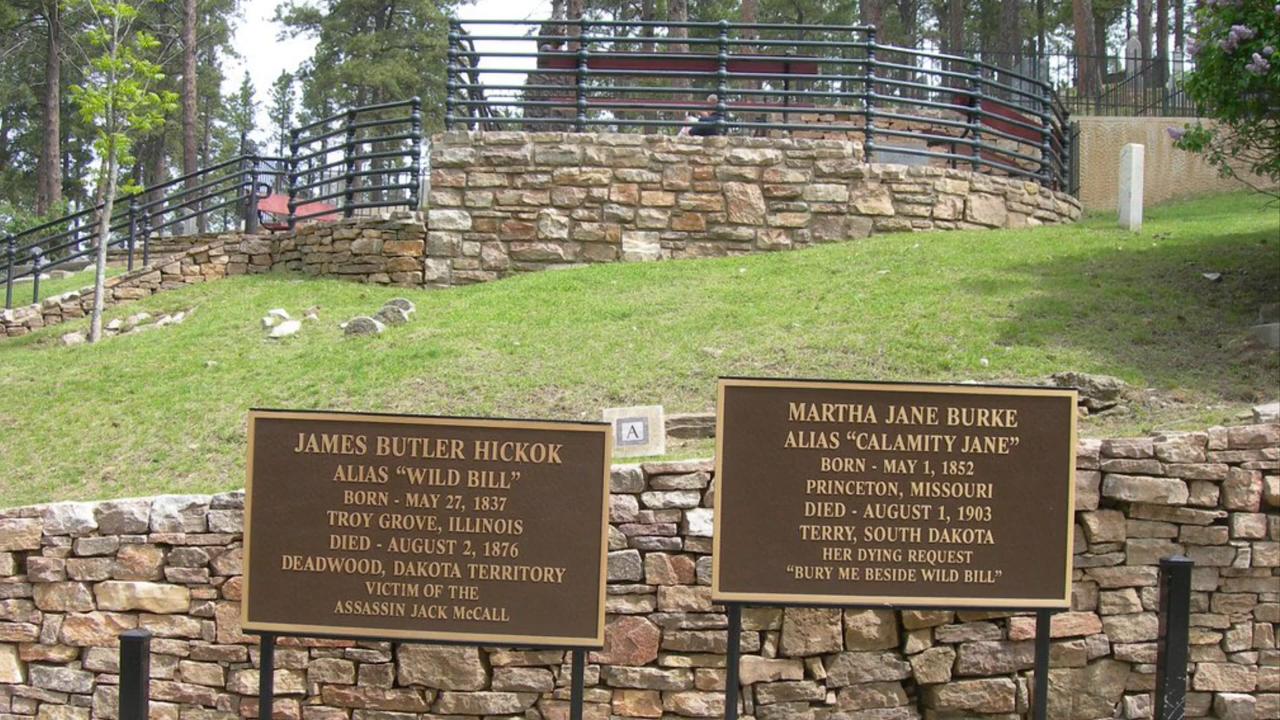 JAMES BUTLER HICKOK
ALIAS "WILD BILL"
BORN - MAY 27, 1837
TROY GROVE, ILLINOIS
DIED - AUGUST 2, 1876
DEADWOOD, DAKOTA TERRITORY
VICTIM OF THE
ASSASSIN JACK McCALL
A
MARTHA JANE BURKE
ALIAS "CALAMITY JANE"
BORN - MAY 1, 1852
PRINCETON, MISSOURI
DIED - AUGUST 1, 1903
TERRY, SOUTH DAKOTA
HER DYING REQUEST
"BURY ME BESIDE WILD BILL"